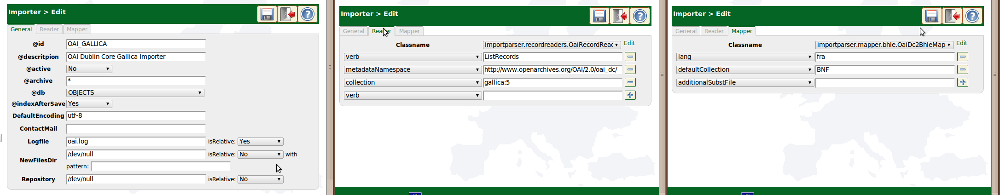 Importer > Edit
General Reader Mapper
@id OAI_GALLICA
@descritpion OAI Dublin Core Gallica Importer
@active No
@archive *
@db OBJECTS
@indexAfterSave Yes
DefaultEncoding utf-8
ContactMail
Logfile oai.log isRelative: Yes
NewFilesDir /dev/null isRelative: No with
pattern:
Repository /dev/null isRelative: No
Importer > Edit
General Reader Mapper
Classname importparser.recordreaders.OaiRecordReac Edit
verb ListRecords
metadataNamespace http://www.openarchives.org/OAI/2.0/oai_dc/
collection gallica:5
verb
Importer > Edit
General Reader Mapper
Classname importparser.mapper.bhle.OaiDc2BhleMap Edit
lang fra
defaultCollection BNF
additionalSubstFile